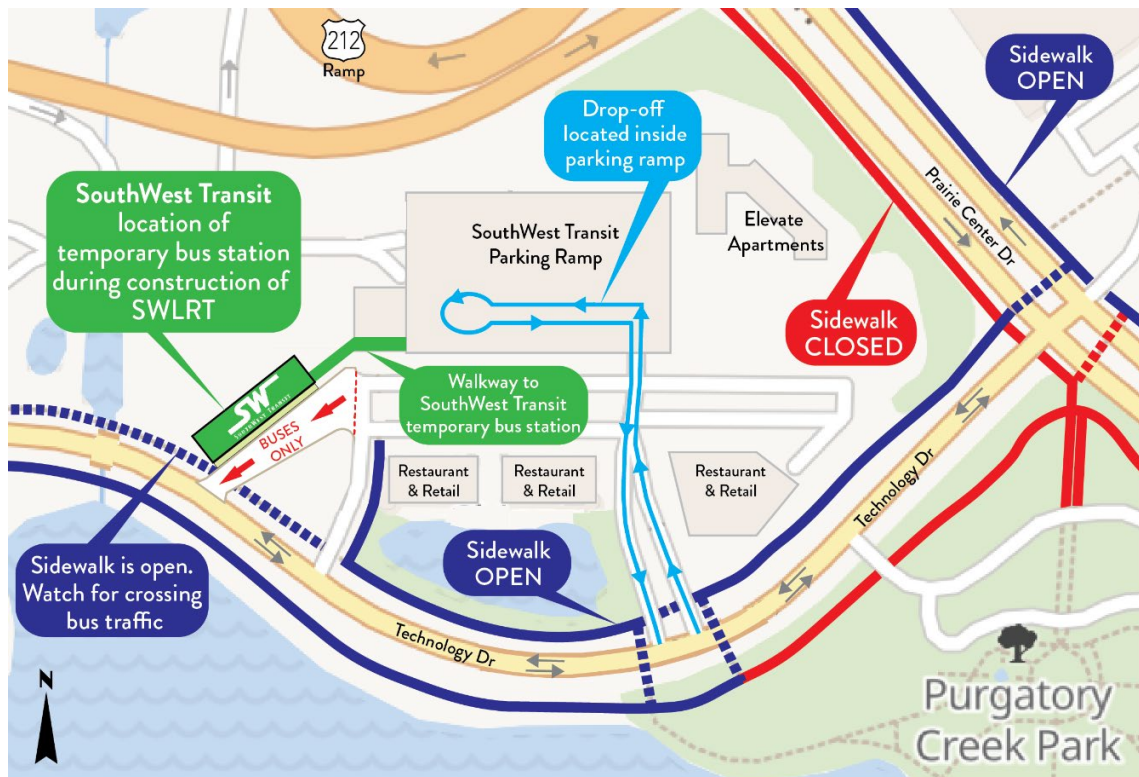 212
Ramp
Sidewalk
OPEN
Drop-off
located inside
parking ramp
Prairie Center Dr
SouthWest Transit
location of
temporary bus station
during construction of
SWLRT
SouthWest Transit
Parking Ramp
Elevate
Apartments
Sidewalk
CLOSED
SW
SOUTHWEST TRANSIT
BUSES
ONLY
Walkway to
SouthWest Transit
temporary bus station
Restaurant
& Retail
Restaurant
& Retail
Restaurant
& Retail
Technology Dr
Sidewalk is open.
Watch for crossing
bus traffic
Sidewalk
OPEN
Technology Dr
N
Purgatory
Creek Park